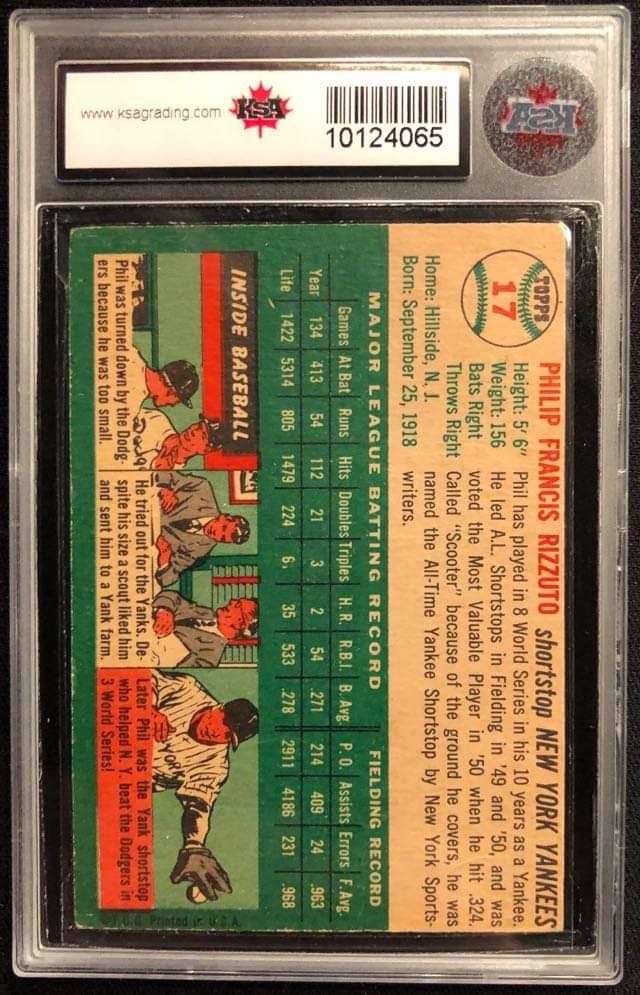 www.ksagrading.com
KSA
10124065
KSA
TOPPS
17
PHILIP FRANCIS RIZZUTO shortstop NEW YORK YANKEES
Height: 5' 6"
Weight: 156
Bats Right
Throws Right
Home: Hillside, N. J.
Born: September 25, 1918
Phil has played in 8 World Series in his 10 years as a Yankee.
He led A.L. Shortstops in Fielding in '49 and '50, and was
voted the Most Valuable Player in '50 when he hit .324.
Called "Scooter" because of the ground he covers, he was
named the All-Time Yankee Shortstop by New York Sports-
writers.
MAJOR LEAGUE BATTING RECORD FIELDING RECORD
Games At Bat Runs Hits Doubles Triples H. R. R.B.I. B. Avg. P. O. Assists Errors F. Avg.
Year 134 413 54 112 21 3 2 54 .271 214 409 24 .963
Life 1422 5314 805 1479 224 6. 35 533 .278 2911 4186 231 .968
INSIDE BASEBALL
Dodg
YORK
Phil was turned down by the Dodg-
ers because he was too small.
He tried out for the Yanks. De-
spite his size a scout liked him
and sent him to a Yank farm.
Later Phil was the Yank shortstop
who helped N. Y. beat the Dodgers in
3 World Series!
T.C.G. Printed in U.S.A.